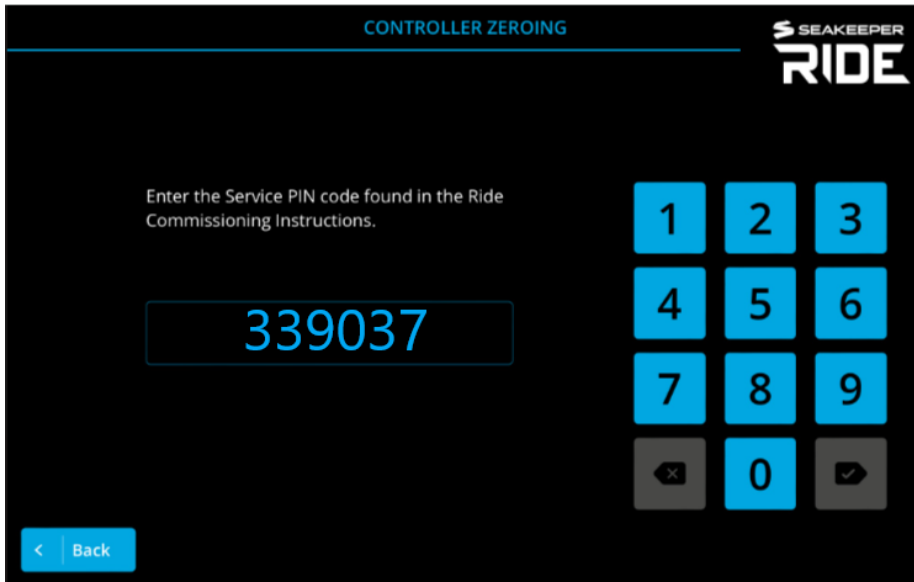 CONTROLLER ZEROING
SEAKEEPER
RIDE
Enter the Service PIN code found in the Ride
Commissioning Instructions.
339037
1 2 3
4 5 6
7 8 9
0
Back